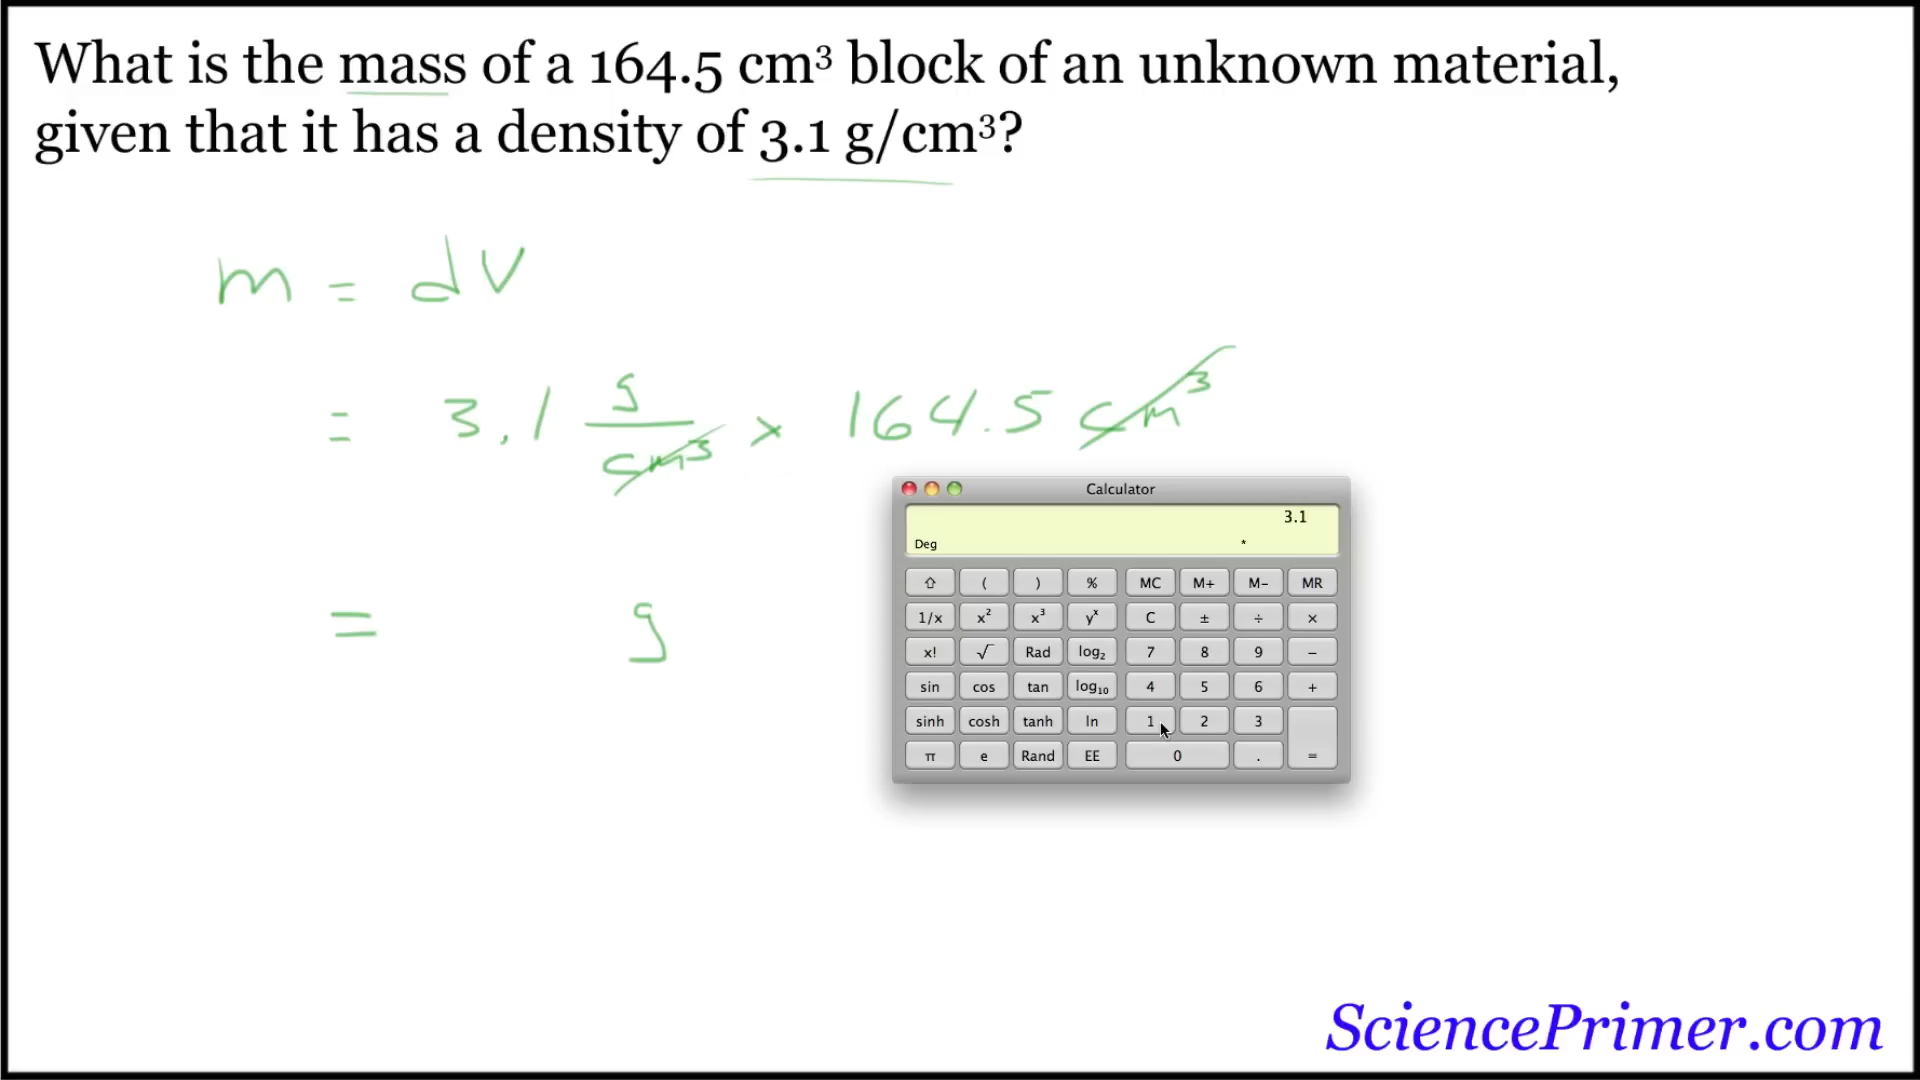 What is the mass of a 164.5 cm³ block of an unknown material,
given that it has a density of 3.1 g/cm³?
m = dV
= 3.1 g/cm³ × 164.5 cm³
= g
Calculator
3.1
Deg *
⇧ ( ) % MC M+ M- MR
1/x x² x³ yˣ C ± ÷ ×
x! √ Rad log₂ 7 8 9 −
sin cos tan log₁₀ 4 5 6 +
sinh cosh tanh ln 1 2 3
π e Rand EE 0 . =
SciencePrimer.com